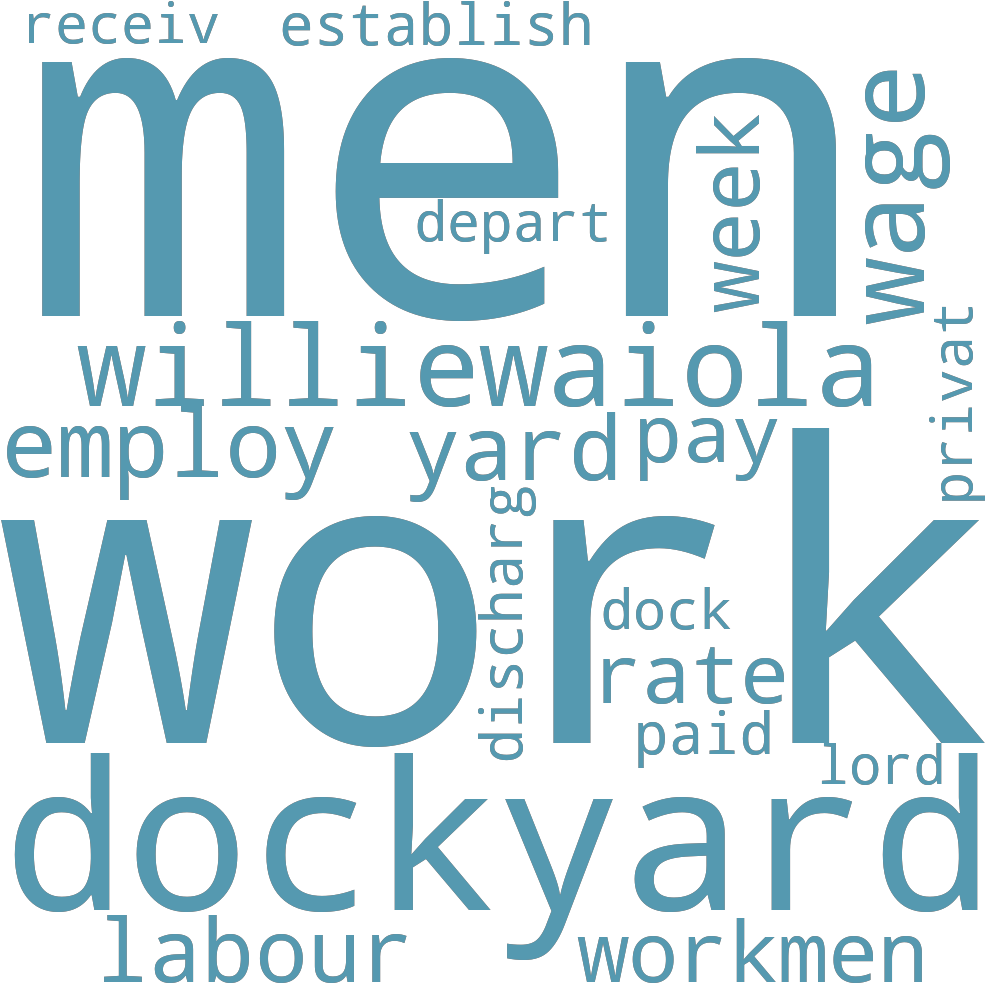 receiv establish
men
wage
week
depart
williewaiola
privat
employ yard pay
work
discharg
dock
rate
paid
lord
dockyard
labour workmen